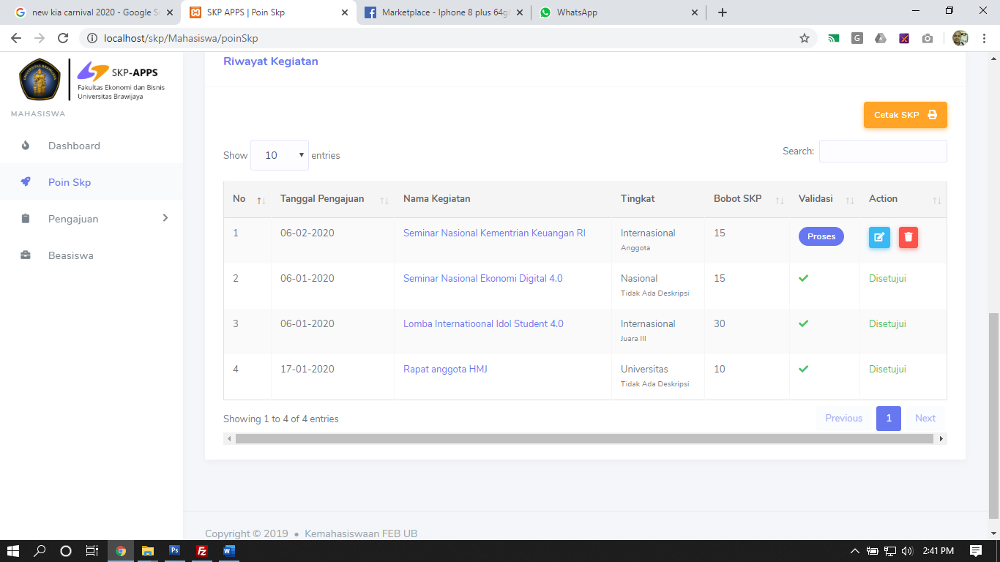 new kia carnival 2020 - Google S
SKP APPS | Poin Skp
Marketplace - Iphone 8 plus 64g
WhatsApp
localhost/skp/Mahasiswa/poinSkp
UNIVERSITAS BRAWIJAYA
SKP-APPS
Fakultas Ekonomi dan Bisnis
Universitas Brawijaya
MAHASISWA
Dashboard
Poin Skp
Pengajuan
Beasiswa
Riwayat Kegiatan
Cetak SKP
Show 10 entries
Search:
No Tanggal Pengajuan Nama Kegiatan Tingkat Bobot SKP Validasi Action
1 06-02-2020 Seminar Nasional Kementrian Keuangan RI Internasional 15 Proses
Anggota
2 06-01-2020 Seminar Nasional Ekonomi Digital 4.0 Nasional 15 Disetujui
Tidak Ada Deskripsi
3 06-01-2020 Lomba Internatioonal Idol Student 4.0 Internasional 30 Disetujui
Juara III
4 17-01-2020 Rapat anggota HMJ Universitas 10 Disetujui
Tidak Ada Deskripsi
Showing 1 to 4 of 4 entries
Previous 1 Next
Copyright © 2019 • Kemahasiswaan FEB UB
2:41 PM